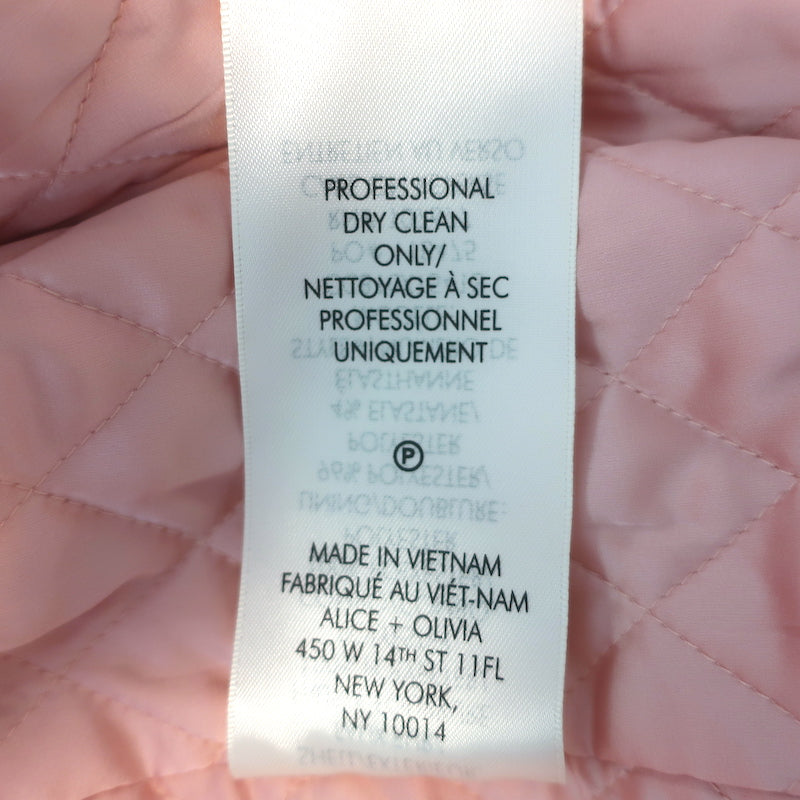 PROFESSIONAL
DRY CLEAN
ONLY/
NETTOYAGE À SEC
PROFESSIONNEL
UNIQUEMENT
P
MADE IN VIETNAM
FABRIQUÉ AU VIÉT-NAM
ALICE + OLIVIA
450 W 14TH ST 11FL
NEW YORK,
NY 10014